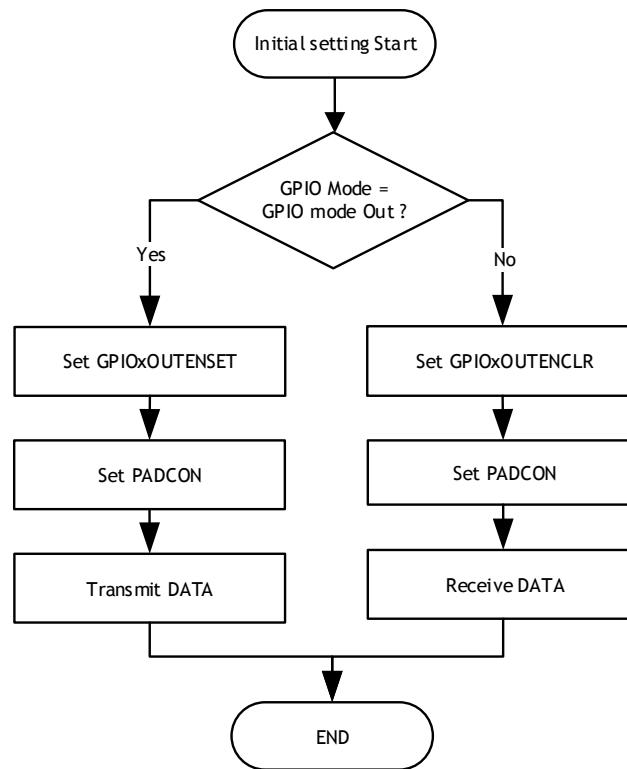 Initial setting Start
GPIO Mode =
GPIO mode Out ?
Yes
No
Set GPIOxOUTENSET
Set GPIOxOUTENCLR
Set PADCON
Set PADCON
Transmit DATA
Receive DATA
END